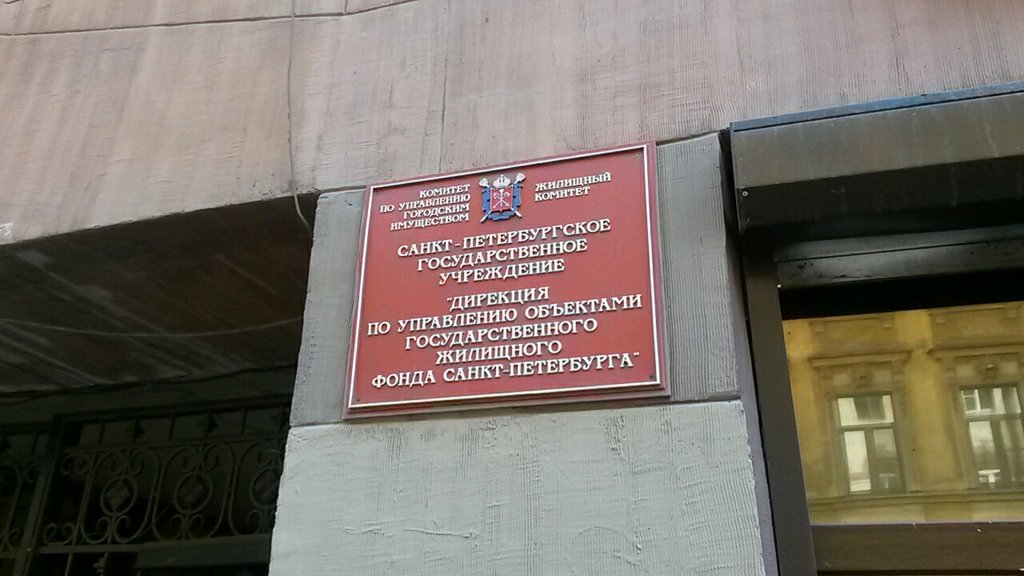 КОМИТЕТ
ПО УПРАВЛЕНИЮ
ГОРОДСКИМ
ИМУЩЕСТВОМ
ЖИЛИЩНЫЙ
КОМИТЕТ
САНКТ-ПЕТЕРБУРГСКОЕ
ГОСУДАРСТВЕННОЕ
УЧРЕЖДЕНИЕ
"ДИРЕКЦИЯ
ПО УПРАВЛЕНИЮ ОБЪЕКТАМИ
ГОСУДАРСТВЕННОГО
ЖИЛИЩНОГО
ФОНДА САНКТ-ПЕТЕРБУРГА"